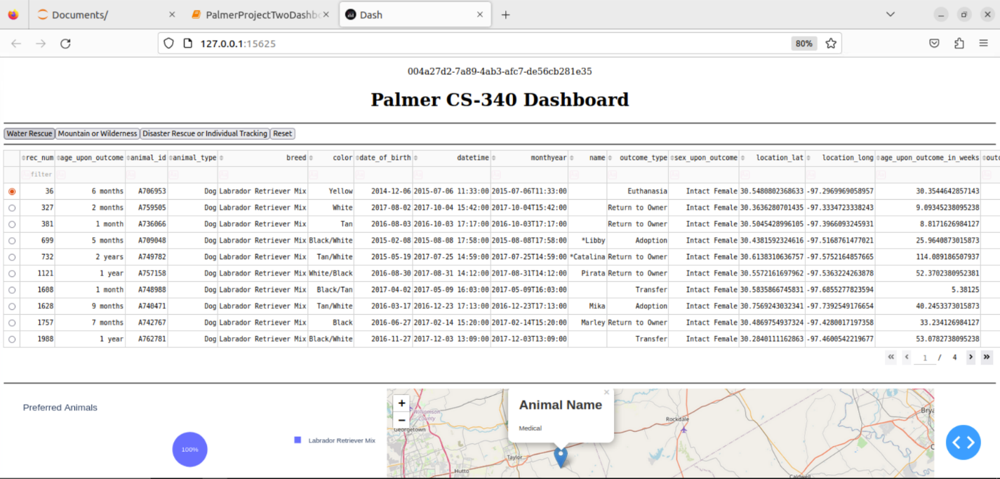 Documents/ PalmerProjectTwoDashbo Dash
127.0.0.1:15625 80%
004a27d2-7a89-4ab3-afc7-de56cb281e35
Palmer CS-340 Dashboard
Water Rescue Mountain or Wilderness Disaster Rescue or Individual Tracking Reset
rec_num age_upon_outcome animal_id animal_type breed color date_of_birth datetime monthyear name outcome_type sex_upon_outcome location_lat location_long age_upon_outcome_in_weeks outc
filter
36 6 months A706953 Dog Labrador Retriever Mix Yellow 2014-12-06 2015-07-06 11:33:00 2015-07-06T11:33:00 Euthanasia Intact Female 30.5480802368633 -97.2969969058957 30.3544642857143
327 2 months A759505 Dog Labrador Retriever Mix White 2017-08-02 2017-10-04 15:42:00 2017-10-04T15:42:00 Return to Owner Intact Female 30.3636280701435 -97.3334723338243 9.09345238095238
381 1 month A736066 Dog Labrador Retriever Mix Tan 2016-08-03 2016-10-03 17:17:00 2016-10-03T17:17:00 Return to Owner Intact Female 30.5045428996105 -97.3966093245931 8.8171626984127
699 5 months A709048 Dog Labrador Retriever Mix Black/White 2015-02-08 2015-08-08 17:58:00 2015-08-08T17:58:00 *Libby Adoption Intact Female 30.4381592324616 -97.5168761477021 25.9640873015873
732 2 years A749782 Dog Labrador Retriever Mix Tan/White 2015-05-19 2017-07-25 14:59:00 2017-07-25T14:59:00 *Catalina Return to Owner Intact Female 30.6138310636757 -97.5752164857665 114.089186507937
1121 1 year A757158 Dog Labrador Retriever Mix White/Black 2016-08-30 2017-08-31 14:12:00 2017-08-31T14:12:00 Pirata Return to Owner Intact Female 30.5572161697962 -97.5363224263878 52.3702380952381
1608 1 month A748988 Dog Labrador Retriever Mix Black/Tan 2017-04-02 2017-05-09 16:03:00 2017-05-09T16:03:00 Transfer Intact Female 30.5835866745831 -97.6855277823594 5.38125
1628 9 months A740471 Dog Labrador Retriever Mix Tan/White 2016-03-17 2016-12-23 17:13:00 2016-12-23T17:13:00 Mika Adoption Intact Female 30.7569243032341 -97.7392549176654 40.2453373015873
1757 7 months A742767 Dog Labrador Retriever Mix Black 2016-06-27 2017-02-14 15:20:00 2017-02-14T15:20:00 Marley Return to Owner Intact Female 30.4869754937324 -97.4280017197358 33.234126984127
1988 1 year A762781 Dog Labrador Retriever Mix Black/White 2016-11-27 2017-12-03 13:09:00 2017-12-03T13:09:00 Transfer Intact Female 30.2840111162863 -97.4600542219677 53.0782738095238
« ‹ 1 / 4 › »
Preferred Animals
100%
Labrador Retriever Mix
+
−
Animal Name
Medical
×
Williamson
County
Georgetown
Rockdale
Brya
Taylor
Hutto
Caldwell